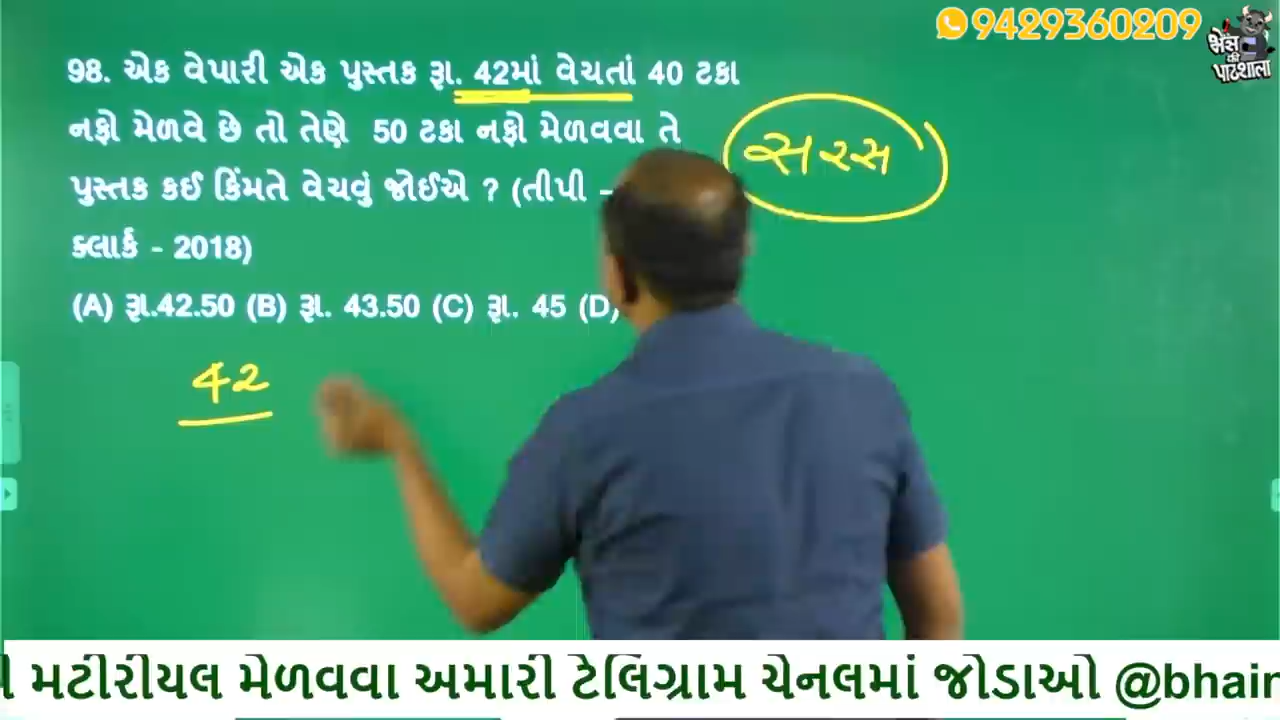 9429360209
ભેંસ
કી
પાઠશાલા
98. એક વેપારી એક પુસ્તક રૂા. 42માં વેચતાં 40 ટકા
નફો મેળવે છે તો તેણે 50 ટકા નફો મેળવવા તે
પુસ્તક કઈ કિંમતે વેચવું જોઈએ ? (તીપી -
ક્લાર્ક - 2018)
(A) રૂા.42.50 (B) રૂા. 43.50 (C) રૂા. 45 (D)
સરસ
42
મટીરીયલ મેળવવા અમારી ટેલિગ્રામ ચેનલમાં જોડાઓ @bhain